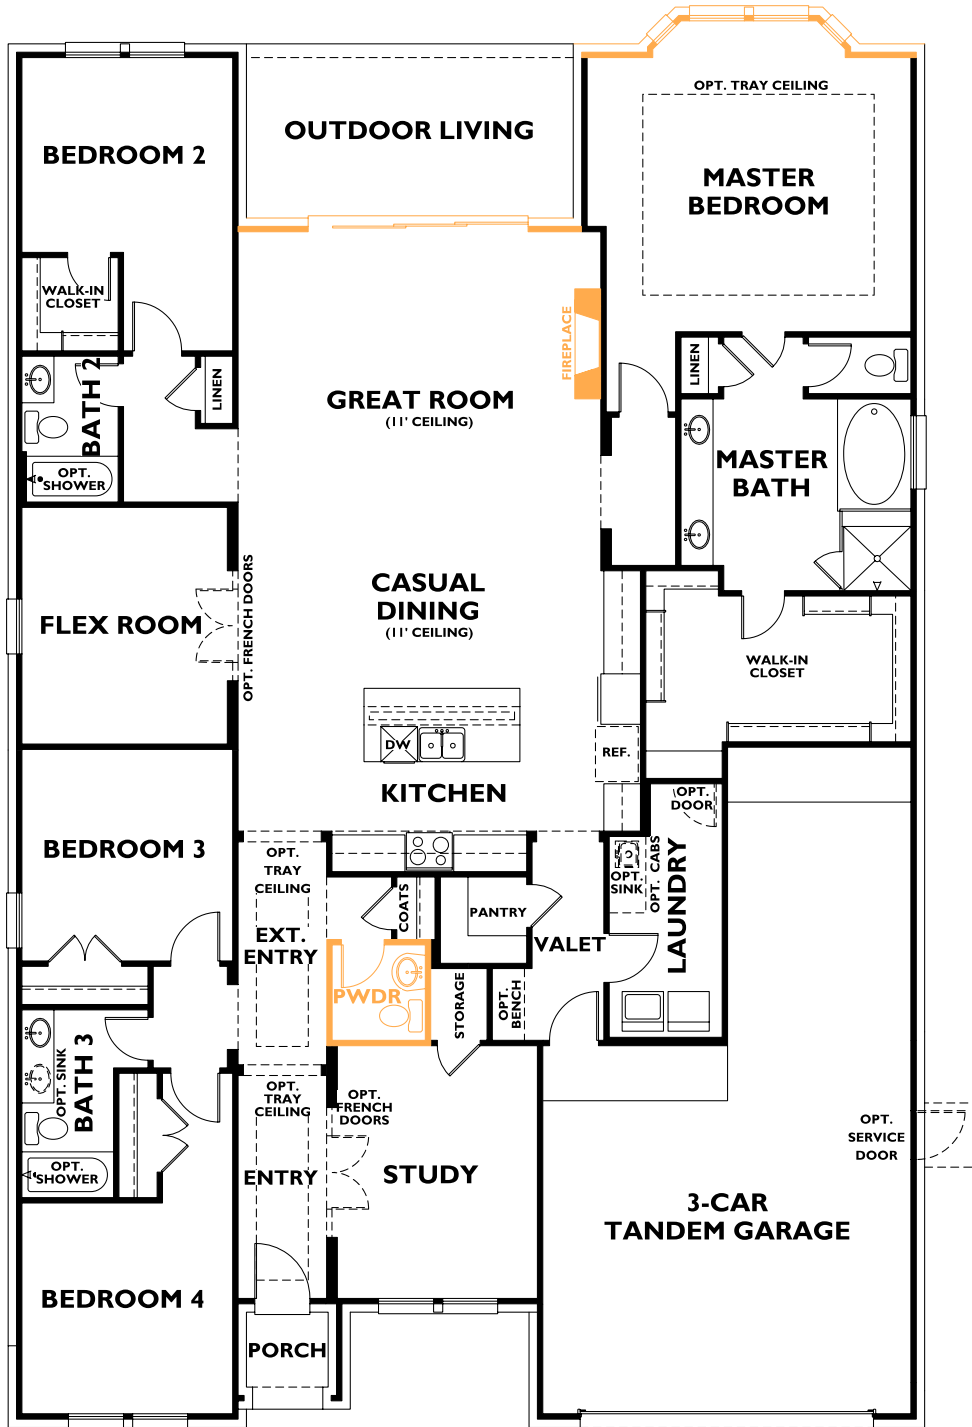 OPT. TRAY CEILING
OUTDOOR LIVING
BEDROOM 2
MASTER
BEDROOM
WALK-IN
CLOSET
FIREPLACE
LINEN
LINEN
BATH 2
GREAT ROOM
(11' CEILING)
MASTER
BATH
OPT.
SHOWER
CASUAL
DINING
(11' CEILING)
FLEX ROOM
OPT. FRENCH DOORS
WALK-IN
CLOSET
DW
REF.
KITCHEN
OPT.
DOOR
BEDROOM 3
OPT.
TRAY
CEILING
OPT.
SINK
OPT. CABS
LAUNDRY
COATS
PANTRY
EXT.
ENTRY
VALET
PWDR
STORAGE
OPT.
BENCH
OPT. SINK
BATH 3
OPT.
TRAY
CEILING
OPT.
FRENCH
DOORS
OPT.
SERVICE
DOOR
OPT.
SHOWER
ENTRY
STUDY
3-CAR
TANDEM GARAGE
BEDROOM 4
PORCH